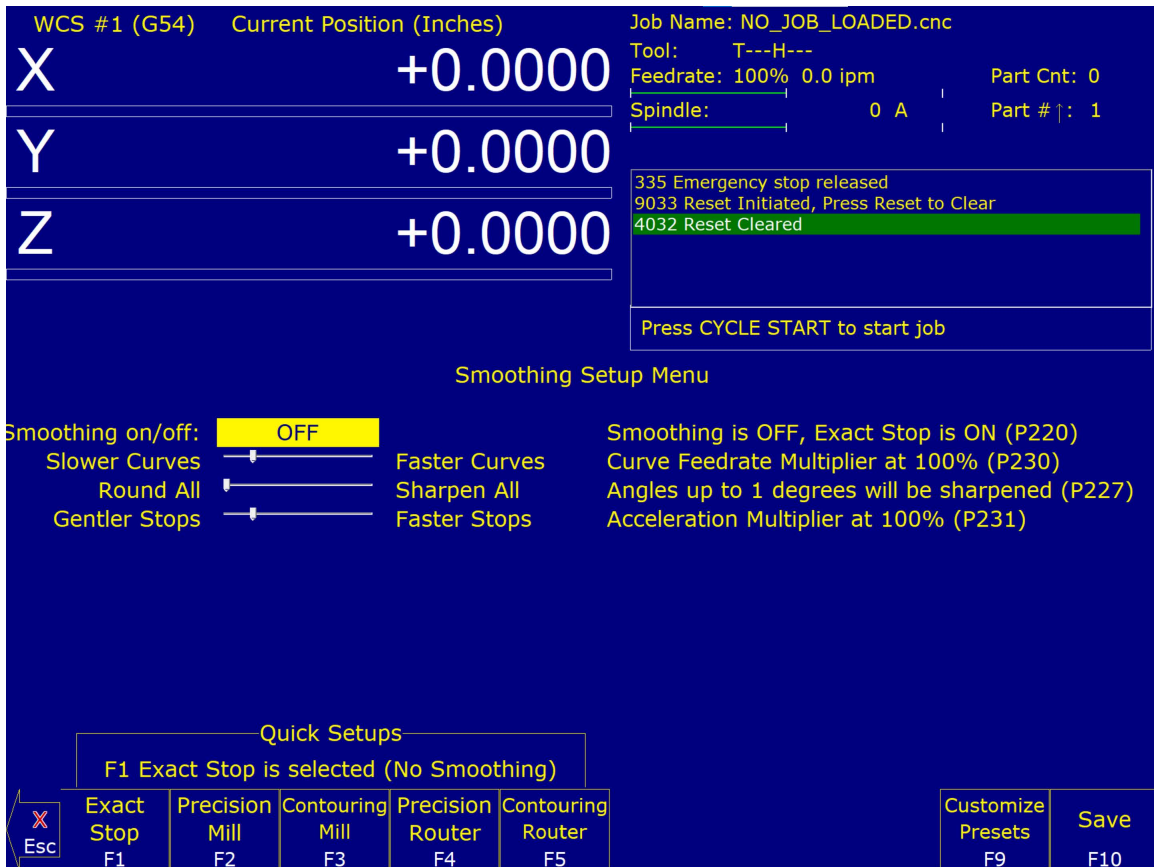 WCS #1 (G54) Current Position (Inches)
X +0.0000
Y +0.0000
Z +0.0000
Job Name: NO_JOB_LOADED.cnc
Tool: T---H---
Feedrate: 100% 0.0 ipm Part Cnt: 0
Spindle: 0 A Part #↑: 1
335 Emergency stop released
9033 Reset Initiated, Press Reset to Clear
4032 Reset Cleared
Press CYCLE START to start job
Smoothing Setup Menu
Smoothing on/off: OFF Smoothing is OFF, Exact Stop is ON (P220)
Slower Curves Faster Curves Curve Feedrate Multiplier at 100% (P230)
Round All Sharpen All Angles up to 1 degrees will be sharpened (P227)
Gentler Stops Faster Stops Acceleration Multiplier at 100% (P231)
Quick Setups
F1 Exact Stop is selected (No Smoothing)
X
Esc
Exact
Stop
F1
Precision
Mill
F2
Contouring
Mill
F3
Precision
Router
F4
Contouring
Router
F5
Customize
Presets
F9
Save
F10